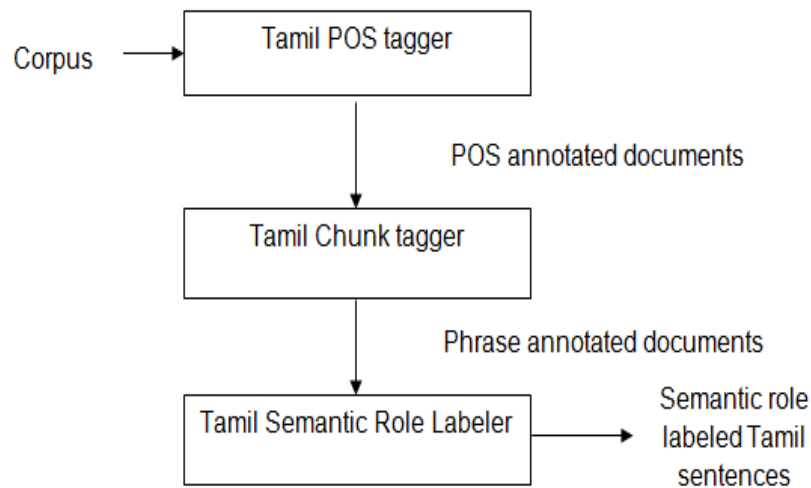 Tamil POS tagger
Corpus
POS annotated documents
Tamil Chunk tagger
Phrase annotated documents
Tamil Semantic Role Labeler
Semantic role
labeled Tamil
sentences